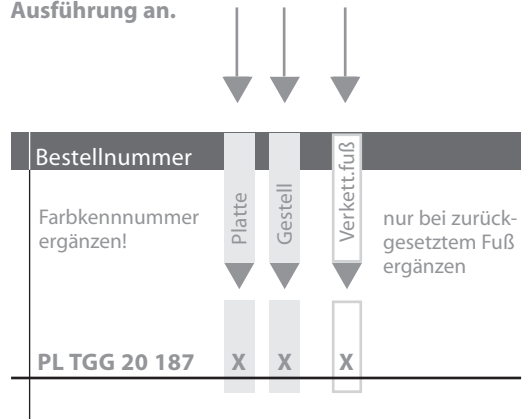 Ausführung an.
Bestellnummer
Farbkennnummer
ergänzen!
Platte
Gestell
Verkett.fuß
nur bei zurück-
gesetztem Fuß
ergänzen
PL TGG 20 187 X X X